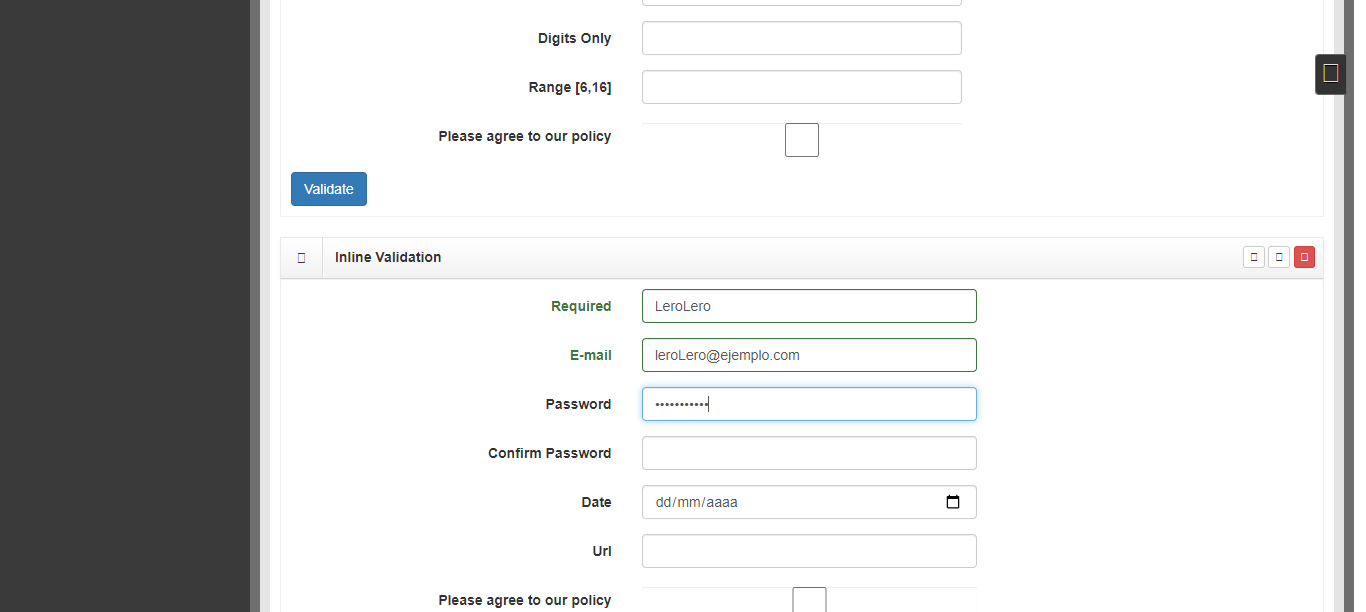 Digits Only
Range [6,16]
Please agree to our policy
Validate
Inline Validation
Required LeroLero
E-mail leroLero@ejemplo.com
Password •••••••••••
Confirm Password
Date dd/mm/aaaa
Url
Please agree to our policy